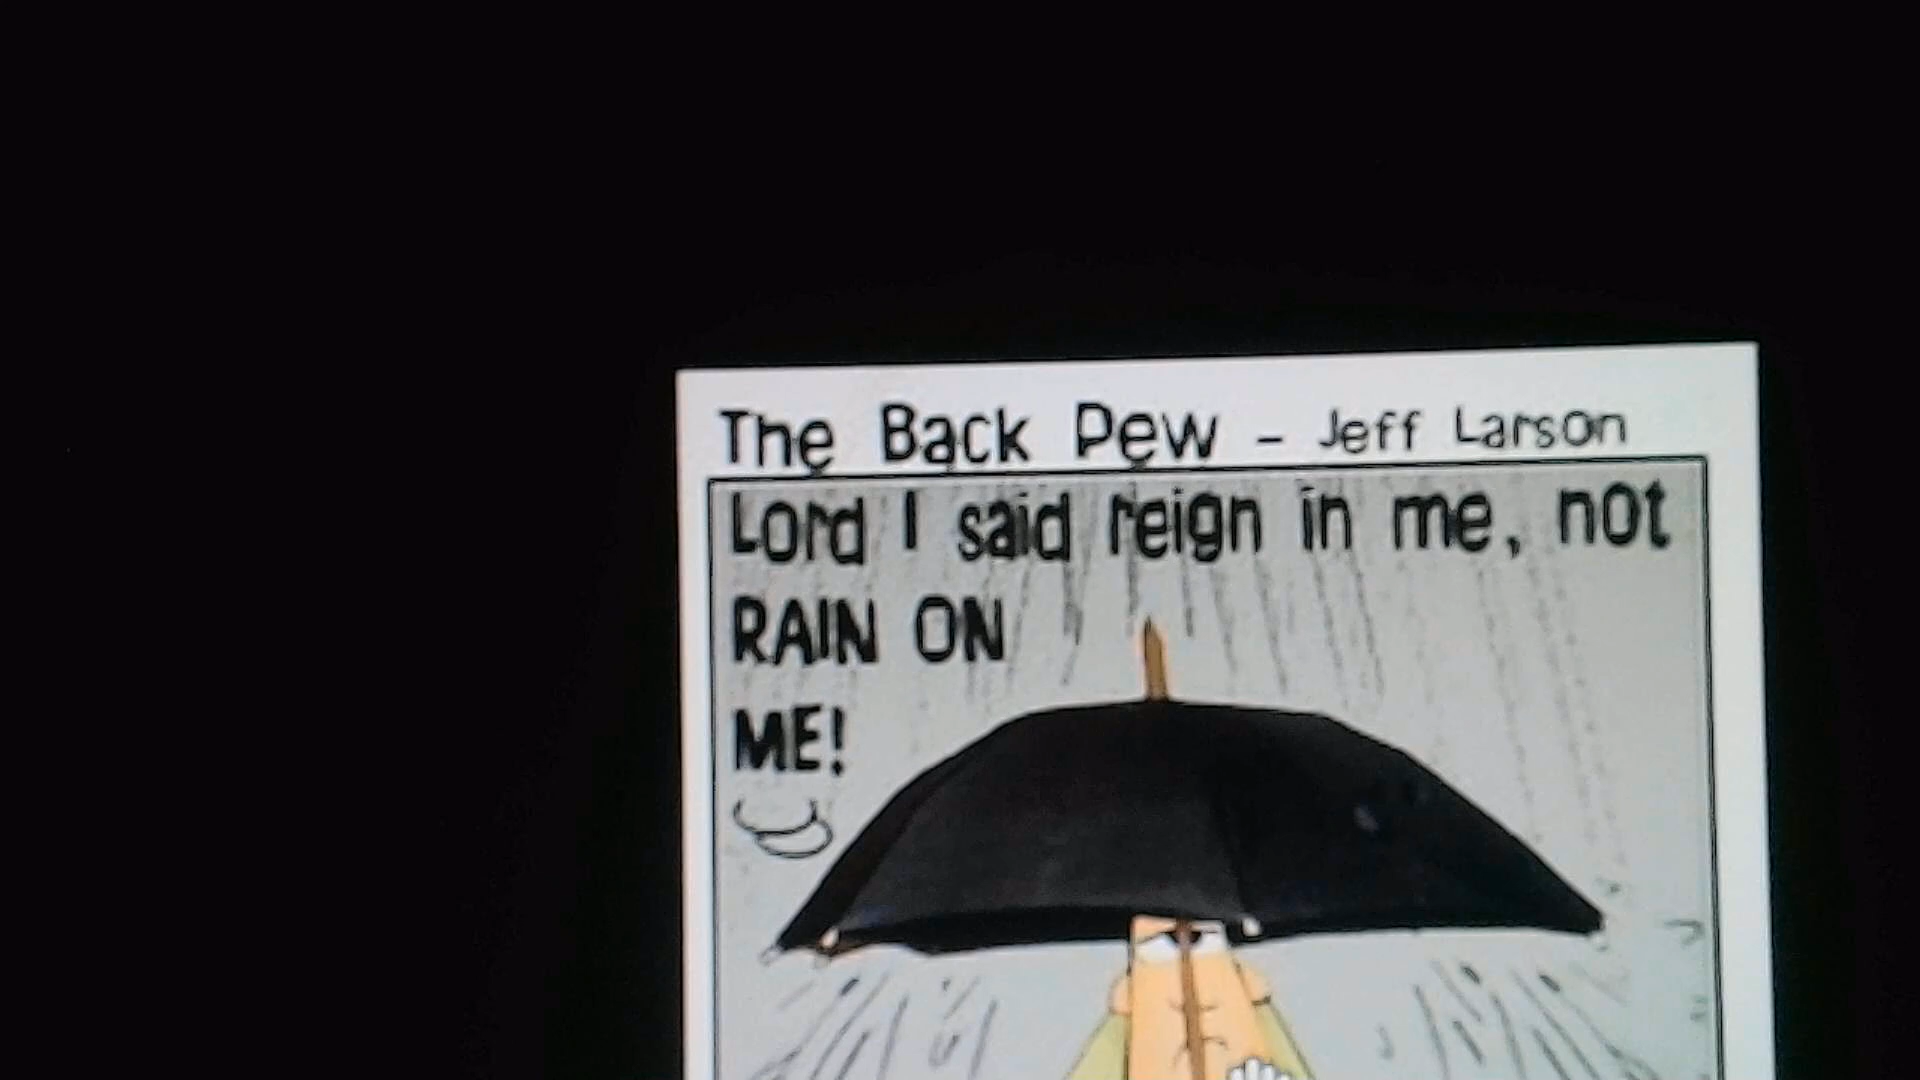 The Back Pew - Jeff Larson
Lord I said reign in me, not
RAIN ON
ME!